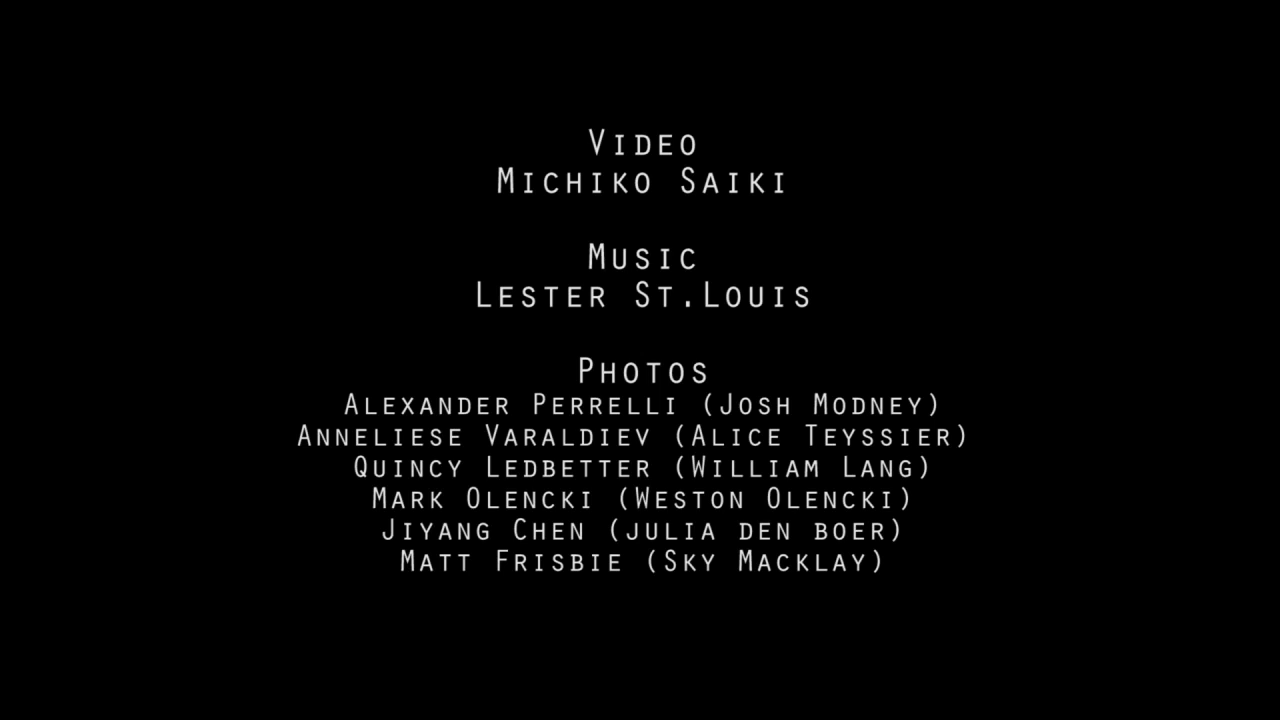 Video
Michiko Saiki
Music
Lester St.Louis
Photos
Alexander Perrelli (Josh Modney)
Anneliese Varaldiev (Alice Teyssier)
Quincy Ledbetter (William Lang)
Mark Olencki (Weston Olencki)
Jiyang Chen (julia den boer)
Matt Frisbie (Sky Macklay)